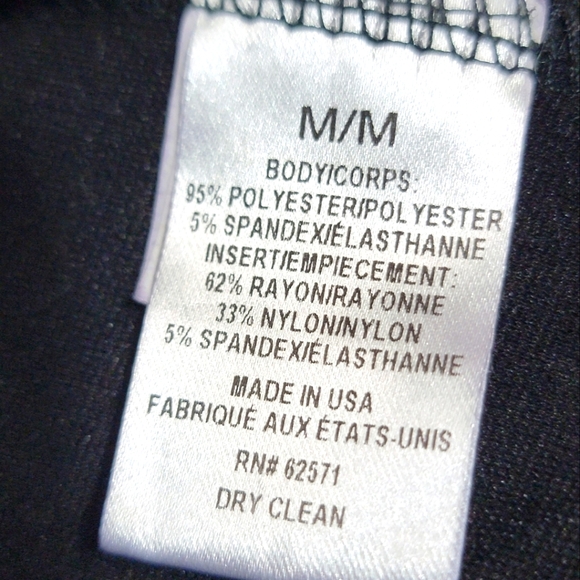 M/M
BODY/CORPS:
95% POLYESTER/POLYESTER
5% SPANDEX/ÉLASTHANNE
INSERT/EMPIECEMENT:
62% RAYON/RAYONNE
33% NYLON/NYLON
5% SPANDEX/ÉLASTHANNE
MADE IN USA
FABRIQUÉ AUX ÉTATS-UNIS
RN# 62571
DRY CLEAN